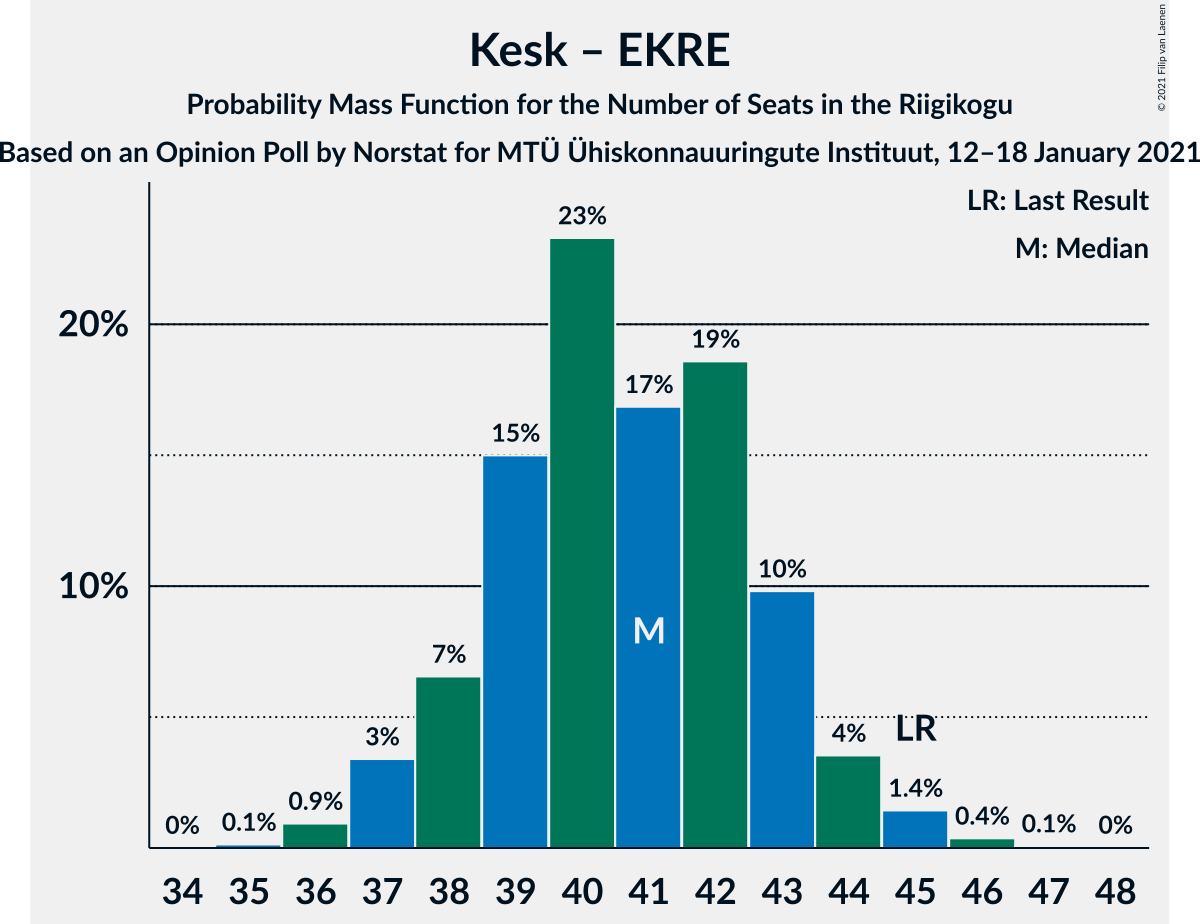 Kesk – EKRE
Probability Mass Function for the Number of Seats in the Riigikogu
Based on an Opinion Poll by Norstat for MTÜ Ühiskonnauuringute Instituut, 12–18 January 2021
© 2021 Filip van Laenen
LR: Last Result
M: Median
23%
20%
19%
17%
15%
10%
10%
M
7%
3%
4%
LR
0%
0.1%
0.9%
1.4%
0.4%
0.1%
0%
34 35 36 37 38 39 40 41 42 43 44 45 46 47 48